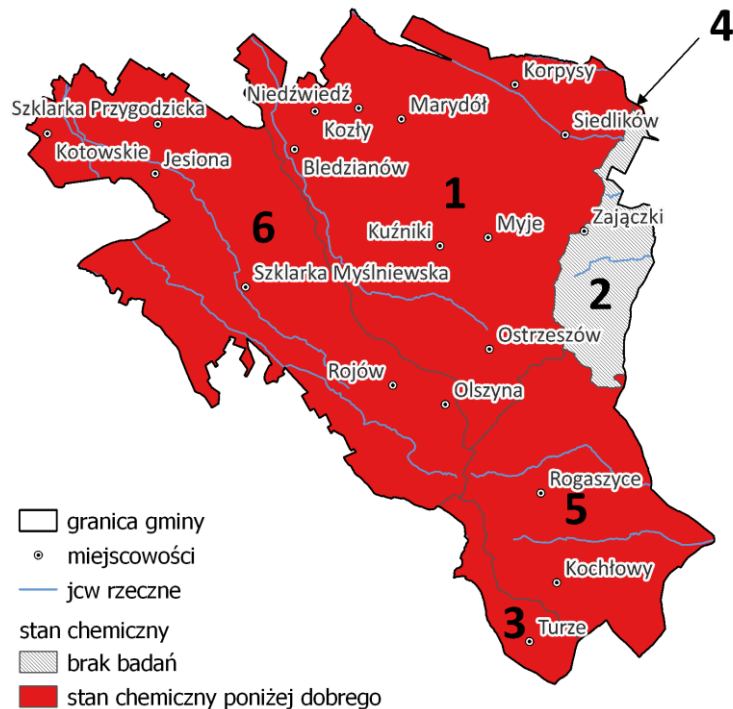 4
Korpysy
Niedźwiedź
Szklarka Przygodzicka
Marydół
Siedlików
Kozły
Kotowskie
Jesiona
Bledzianów
1
Zajączki
6
Kuźniki
Myje
Szklarka Myślniewska
2
Ostrzeszów
Rojów
Olszyna
Rogaszyce
5
Kochłowy
3
Turze
granica gminy
miejscowości
jcw rzeczne
stan chemiczny
brak badań
stan chemiczny poniżej dobrego